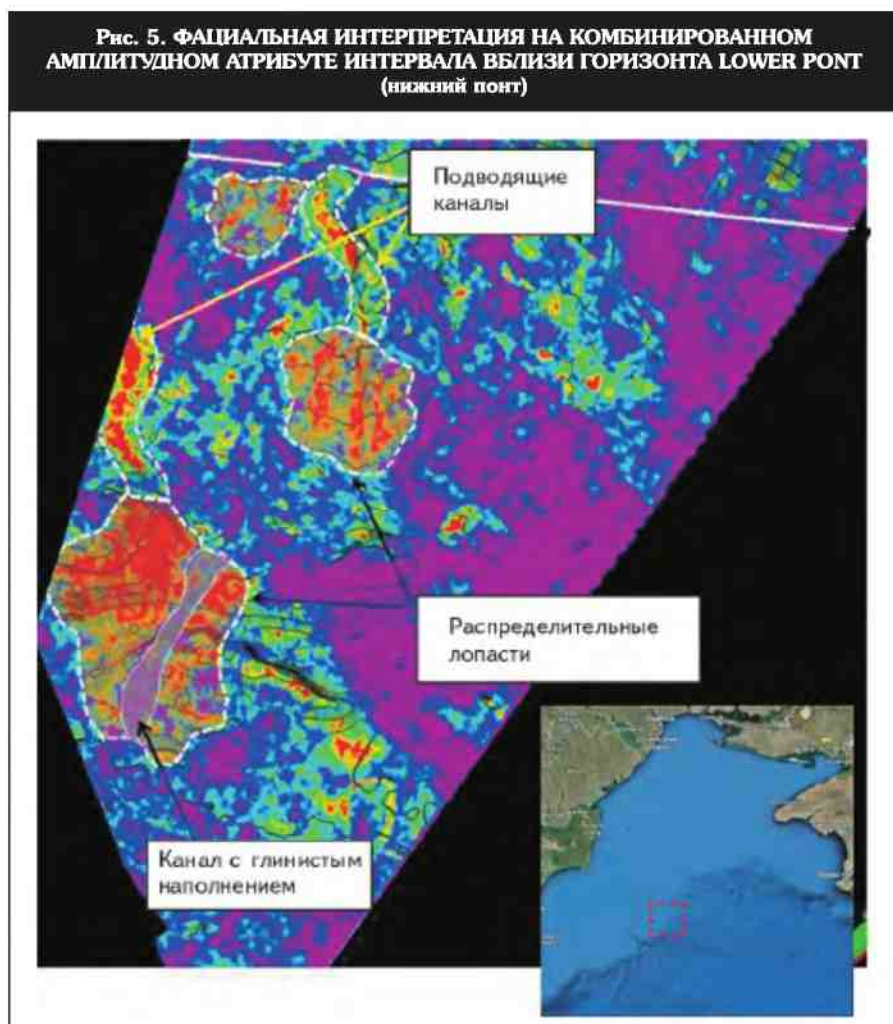 Рис. 5. ФАЦИАЛЬНАЯ ИНТЕРПРЕТАЦИЯ НА КОМБИНИРОВАННОМ
АМПЛИТУДНОМ АТРИБУТЕ ИНТЕРВАЛА ВБЛИЗИ ГОРИЗОНТА LOWER PONT
(нижний понт)
Подводящие
каналы
Распределительные
лопасти
Канал с глинистым
наполнением